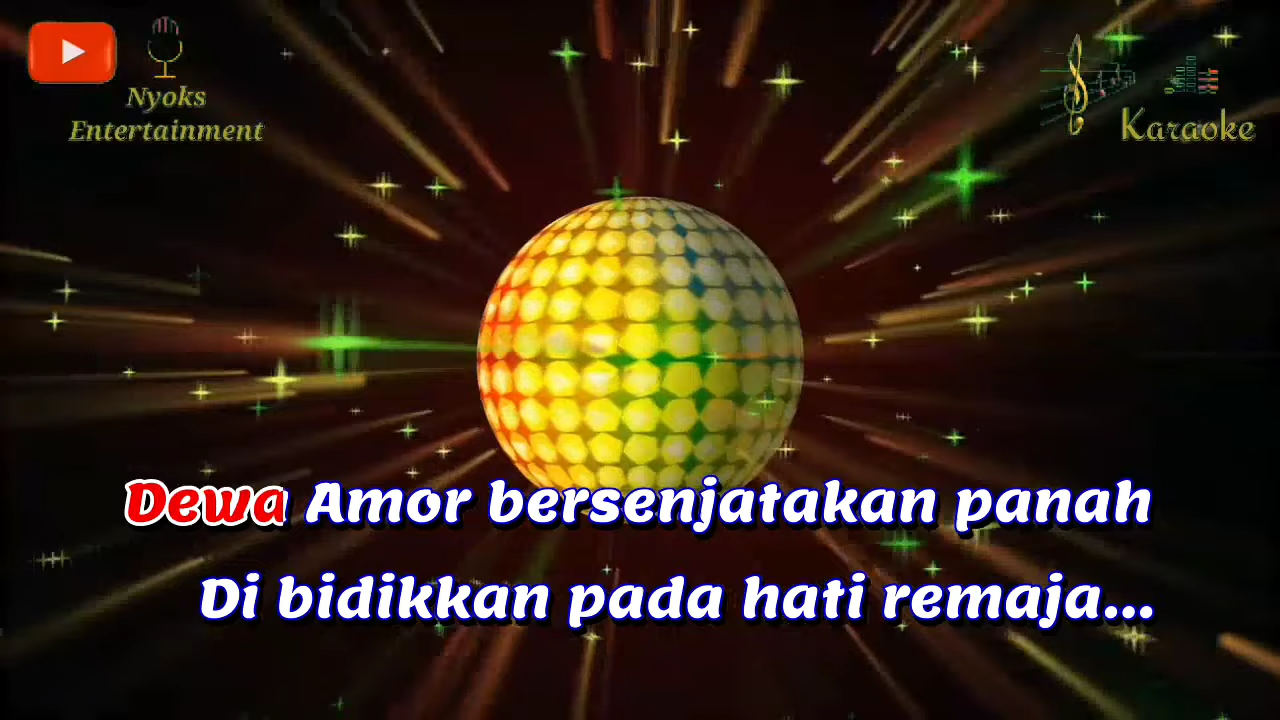 Nyoks
Entertainment
Karaoke
Dewa Amor bersenjatakan panah
Di bidikkan pada hati remaja...